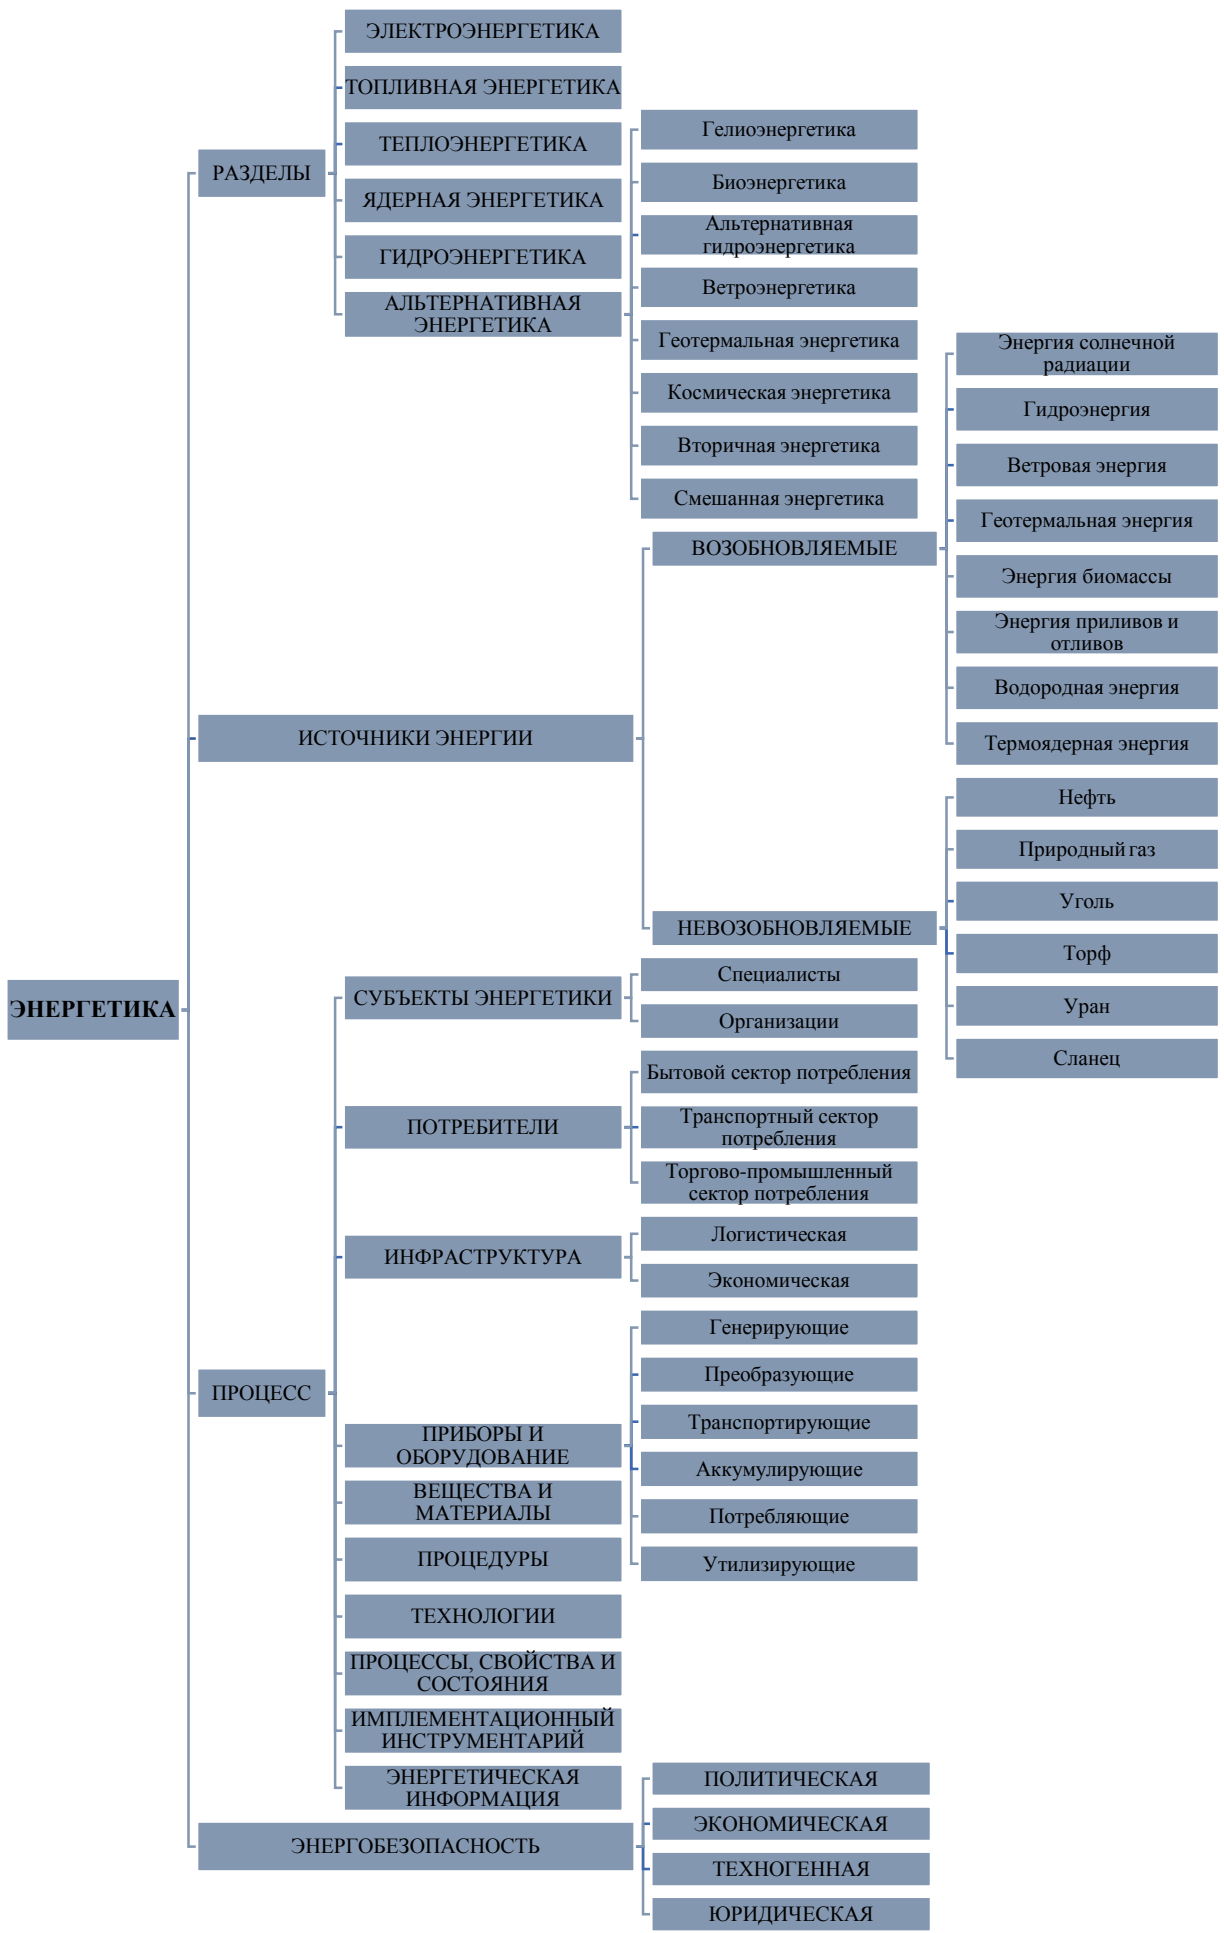 ЭНЕРГЕТИКА
РАЗДЕЛЫ
ЭЛЕКТРОЭНЕРГЕТИКА
ТОПЛИВНАЯ ЭНЕРГЕТИКА
ТЕПЛОЭНЕРГЕТИКА
ЯДЕРНАЯ ЭНЕРГЕТИКА
ГИДРОЭНЕРГЕТИКА
АЛЬТЕРНАТИВНАЯ
ЭНЕРГЕТИКА
Гелиоэнергетика
Биоэнергетика
Альтернативная
гидроэнергетика
Ветроэнергетика
Геотермальная энергетика
Космическая энергетика
Вторичная энергетика
Смешанная энергетика
ИСТОЧНИКИ ЭНЕРГИИ
ВОЗОБНОВЛЯЕМЫЕ
Энергия солнечной
радиации
Гидроэнергия
Ветровая энергия
Геотермальная энергия
Энергия биомассы
Энергия приливов и
отливов
Водородная энергия
Термоядерная энергия
НЕВОЗОБНОВЛЯЕМЫЕ
Нефть
Природный газ
Уголь
Торф
Уран
Сланец
ПРОЦЕСС
СУБЪЕКТЫ ЭНЕРГЕТИКИ
Специалисты
Организации
ПОТРЕБИТЕЛИ
Бытовой сектор потребления
Транспортный сектор
потребления
Торгово-промышленный
сектор потребления
ИНФРАСТРУКТУРА
Логистическая
Экономическая
ПРИБОРЫ И
ОБОРУДОВАНИЕ
Генерирующие
Преобразующие
Транспортирующие
Аккумулирующие
Потребляющие
Утилизирующие
ВЕЩЕСТВА И
МАТЕРИАЛЫ
ПРОЦЕДУРЫ
ТЕХНОЛОГИИ
ПРОЦЕССЫ, СВОЙСТВА И
СОСТОЯНИЯ
ИМПЛЕМЕНТАЦИОННЫЙ
ИНСТРУМЕНТАРИЙ
ЭНЕРГЕТИЧЕСКАЯ
ИНФОРМАЦИЯ
ЭНЕРГОБЕЗОПАСНОСТЬ
ПОЛИТИЧЕСКАЯ
ЭКОНОМИЧЕСКАЯ
ТЕХНОГЕННАЯ
ЮРИДИЧЕСКАЯ